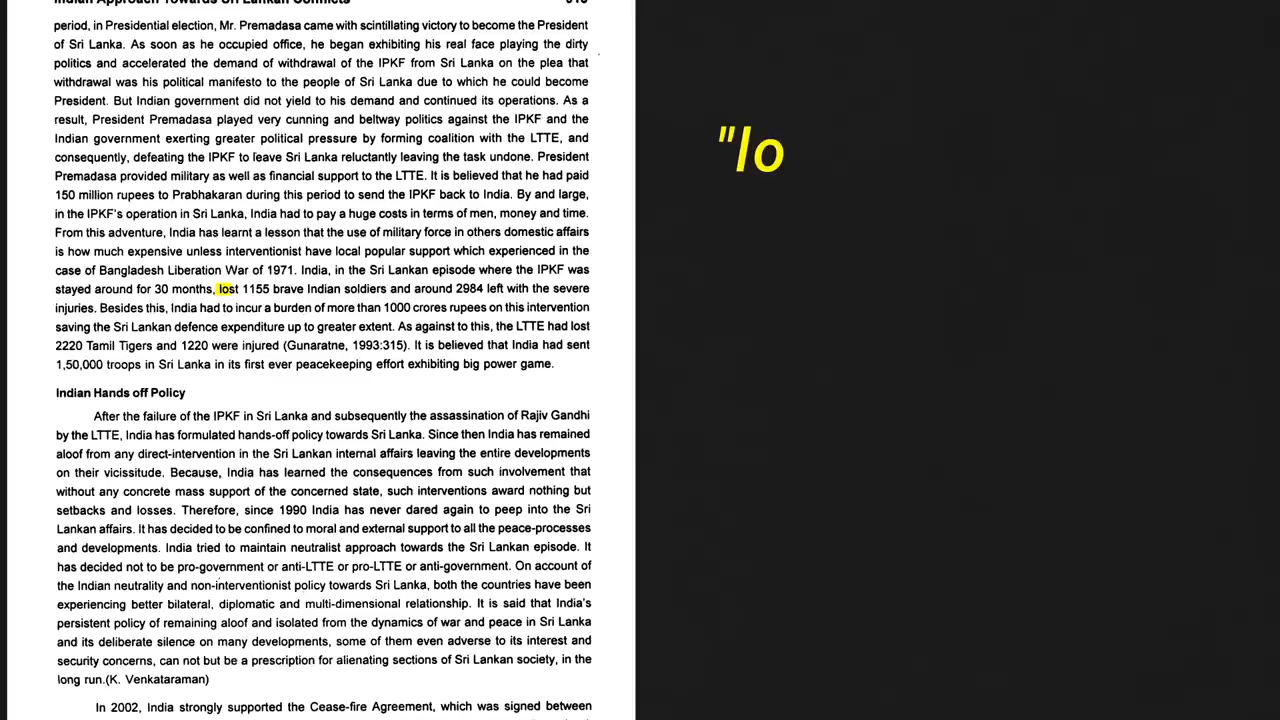 Indian Approach Towards Sri Lankan Conflicts
period, in Presidential election, Mr. Premadasa came with scintillating victory to become the President
of Sri Lanka. As soon as he occupied office, he began exhibiting his real face playing the dirty
politics and accelerated the demand of withdrawal of the IPKF from Sri Lanka on the plea that
withdrawal was his political manifesto to the people of Sri Lanka due to which he could become
President. But Indian government did not yield to his demand and continued its operations. As a
result, President Premadasa played very cunning and beltway politics against the IPKF and the
Indian government exerting greater political pressure by forming coalition with the LTTE, and
consequently, defeating the IPKF to leave Sri Lanka reluctantly leaving the task undone. President
Premadasa provided military as well as financial support to the LTTE. It is believed that he had paid
150 million rupees to Prabhakaran during this period to send the IPKF back to India. By and large,
in the IPKF's operation in Sri Lanka, India had to pay a huge costs in terms of men, money and time.
From this adventure, India has learnt a lesson that the use of military force in others domestic affairs
is how much expensive unless interventionist have local popular support which experienced in the
case of Bangladesh Liberation War of 1971. India, in the Sri Lankan episode where the IPKF was
stayed around for 30 months, lost 1155 brave Indian soldiers and around 2984 left with the severe
injuries. Besides this, India had to incur a burden of more than 1000 crores rupees on this intervention
saving the Sri Lankan defence expenditure up to greater extent. As against to this, the LTTE had lost
2220 Tamil Tigers and 1220 were injured (Gunaratne, 1993:315). It is believed that India had sent
1,50,000 troops in Sri Lanka in its first ever peacekeeping effort exhibiting big power game.
Indian Hands off Policy
After the failure of the IPKF in Sri Lanka and subsequently the assassination of Rajiv Gandhi
by the LTTE, India has formulated hands-off policy towards Sri Lanka. Since then India has remained
aloof from any direct-intervention in the Sri Lankan internal affairs leaving the entire developments
on their vicissitude. Because, India has learned the consequences from such involvement that
without any concrete mass support of the concerned state, such interventions award nothing but
setbacks and losses. Therefore, since 1990 India has never dared again to peep into the Sri
Lankan affairs. It has decided to be confined to moral and external support to all the peace-processes
and developments. India tried to maintain neutralist approach towards the Sri Lankan episode. It
has decided not to be pro-government or anti-LTTE or pro-LTTE or anti-government. On account of
the Indian neutrality and non-interventionist policy towards Sri Lanka, both the countries have been
experiencing better bilateral, diplomatic and multi-dimensional relationship. It is said that India's
persistent policy of remaining aloof and isolated from the dynamics of war and peace in Sri Lanka
and its deliberate silence on many developments, some of them even adverse to its interest and
security concerns, can not but be a prescription for alienating sections of Sri Lankan society, in the
long run.(K. Venkataraman)
In 2002, India strongly supported the Cease-fire Agreement, which was signed between
"lo